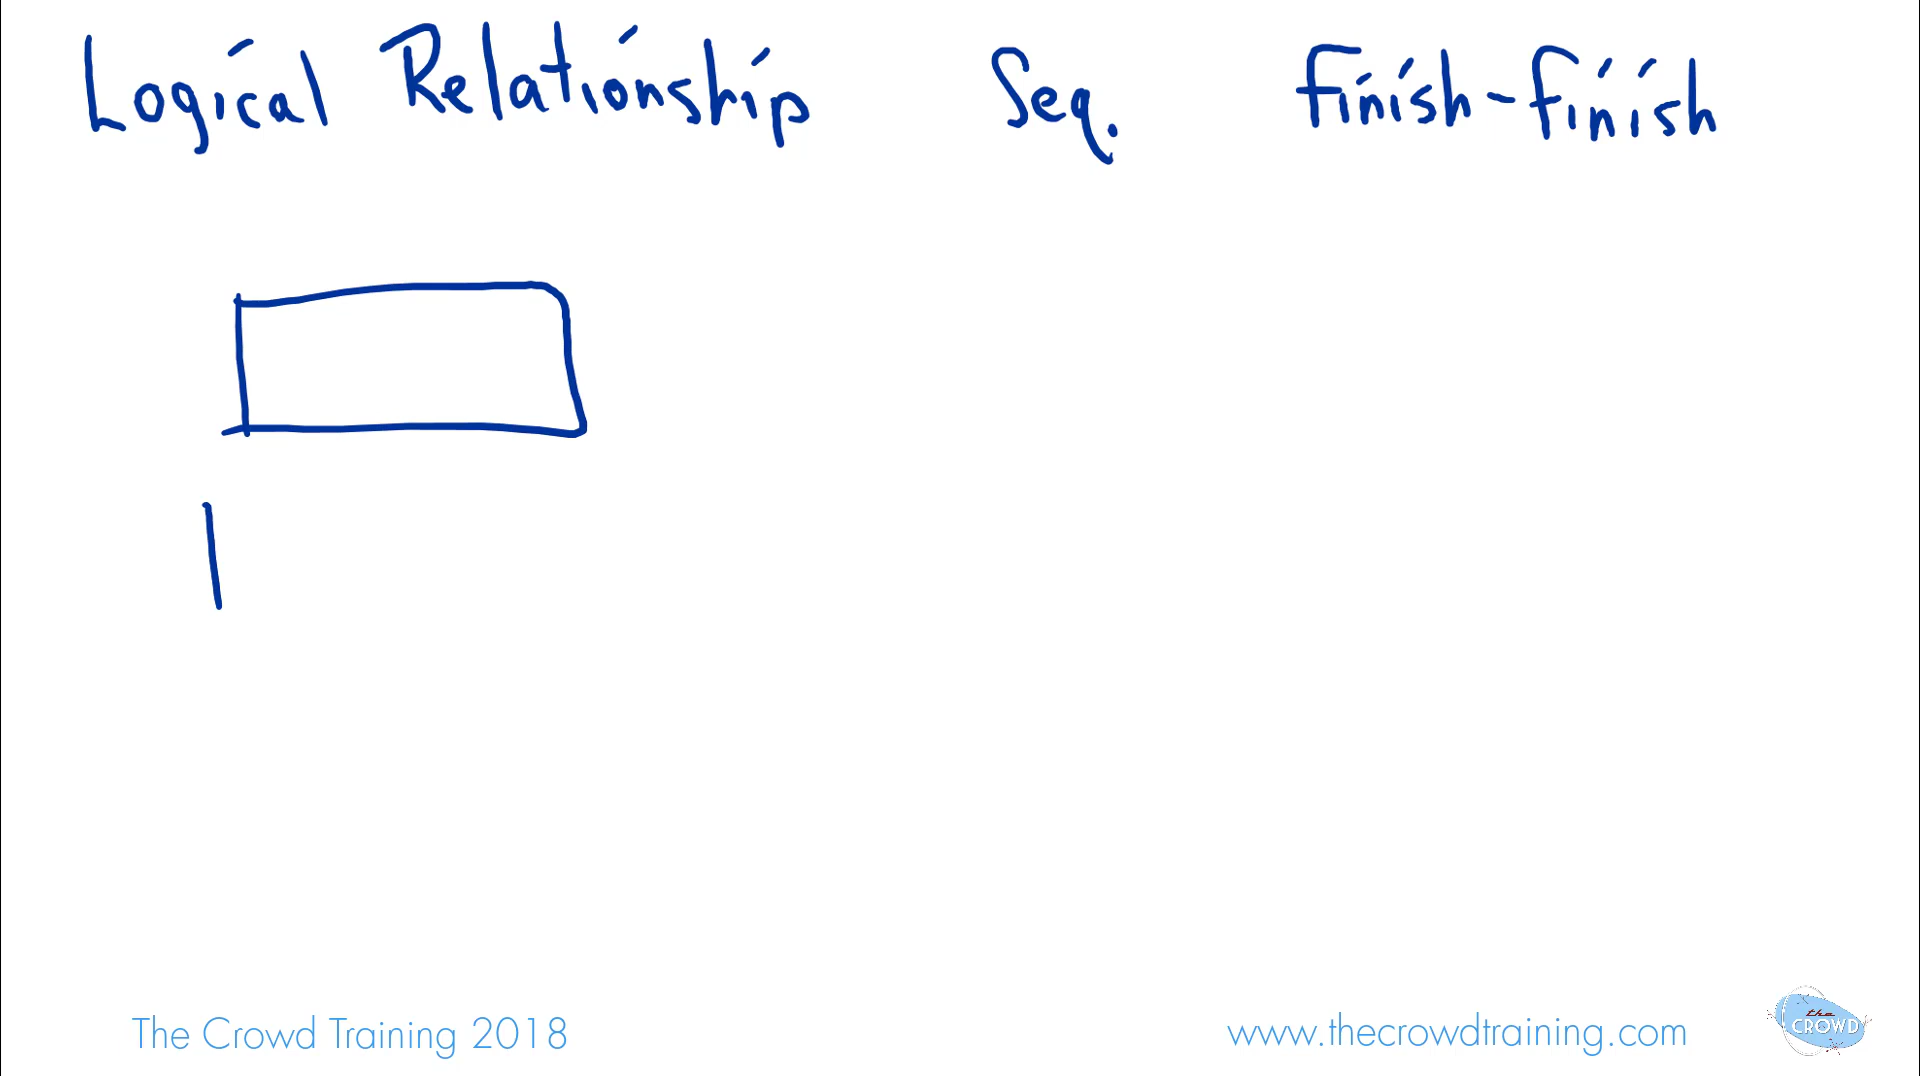 Logical Relationship Seq. Finish-Finish
The Crowd Training 2018 www.thecrowdtraining.com
the CROWD